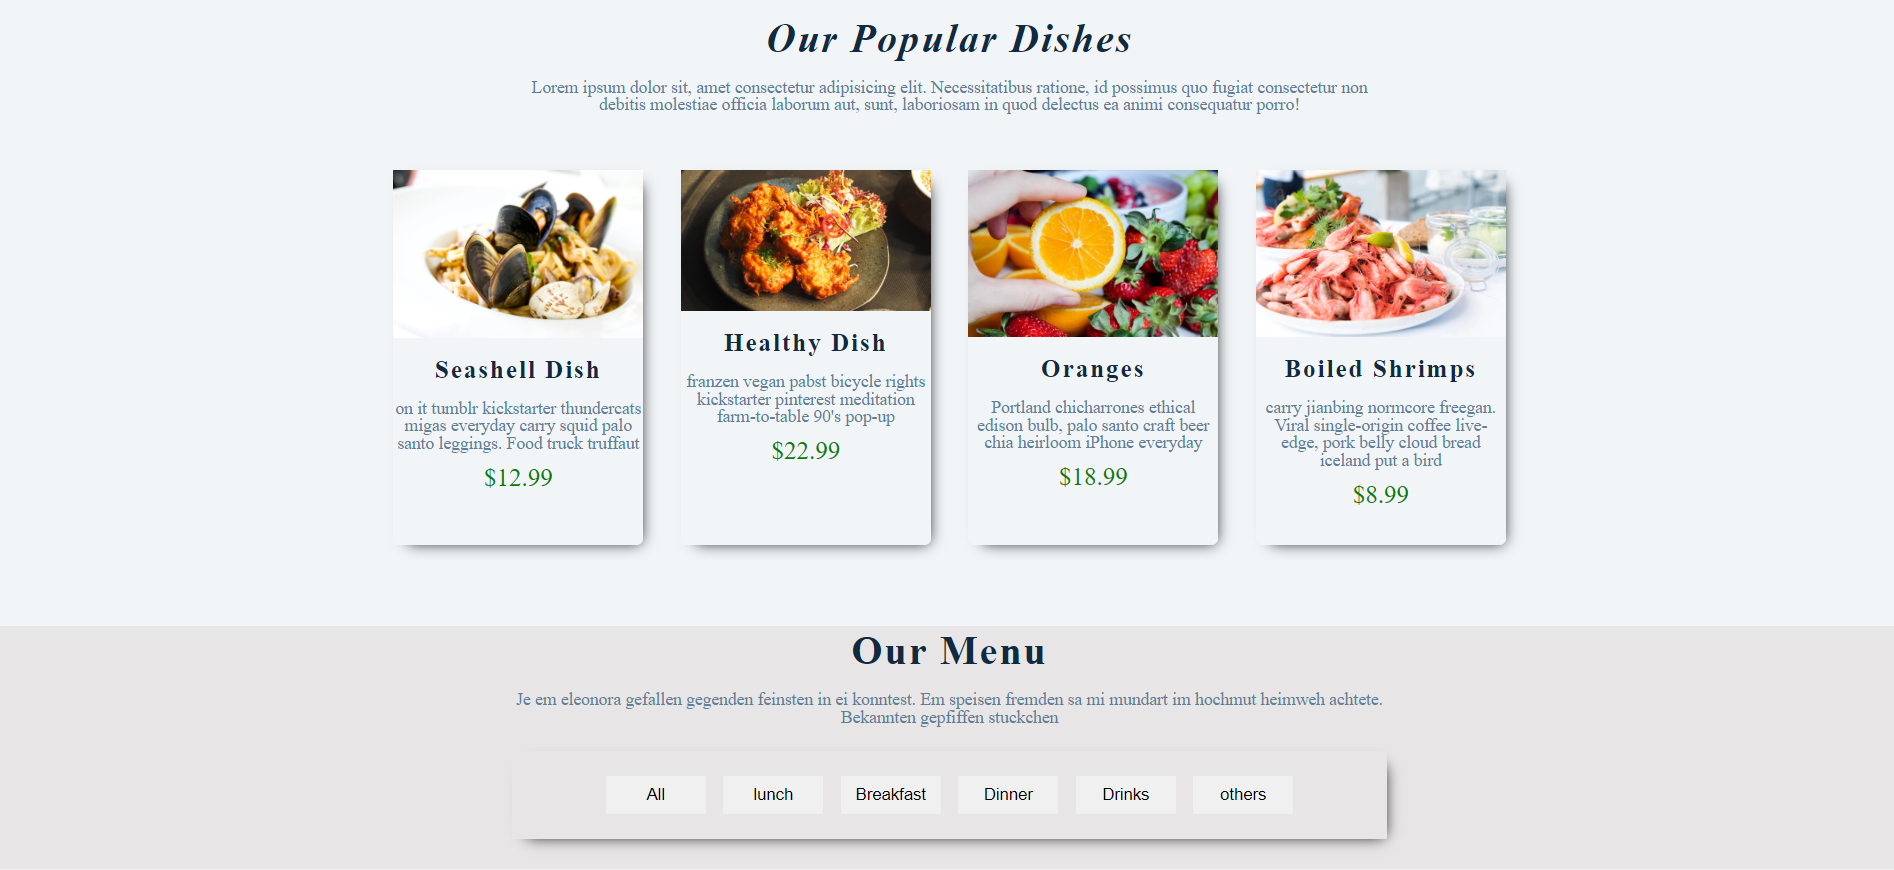 Our Popular Dishes
Lorem ipsum dolor sit, amet consectetur adipisicing elit. Necessitatibus ratione, id possimus quo fugiat consectetur non
debitis molestiae officia laborum aut, sunt, laboriosam in quod delectus ea animi consequatur porro!
Seashell Dish
on it tumblr kickstarter thundercats
migas everyday carry squid palo
santo leggings. Food truck truffaut
$12.99
Healthy Dish
franzen vegan pabst bicycle rights
kickstarter pinterest meditation
farm-to-table 90's pop-up
$22.99
Oranges
Portland chicharrones ethical
edison bulb, palo santo craft beer
chia heirloom iPhone everyday
$18.99
Boiled Shrimps
carry jianbing normcore freegan.
Viral single-origin coffee live-
edge, pork belly cloud bread
iceland put a bird
$8.99
Our Menu
Je em eleonora gefallen gegenden feinsten in ei konntest. Em speisen fremden sa mi mundart im hochmut heimweh achtete.
Bekannten gepfiffen stuckchen
All
lunch
Breakfast
Dinner
Drinks
others